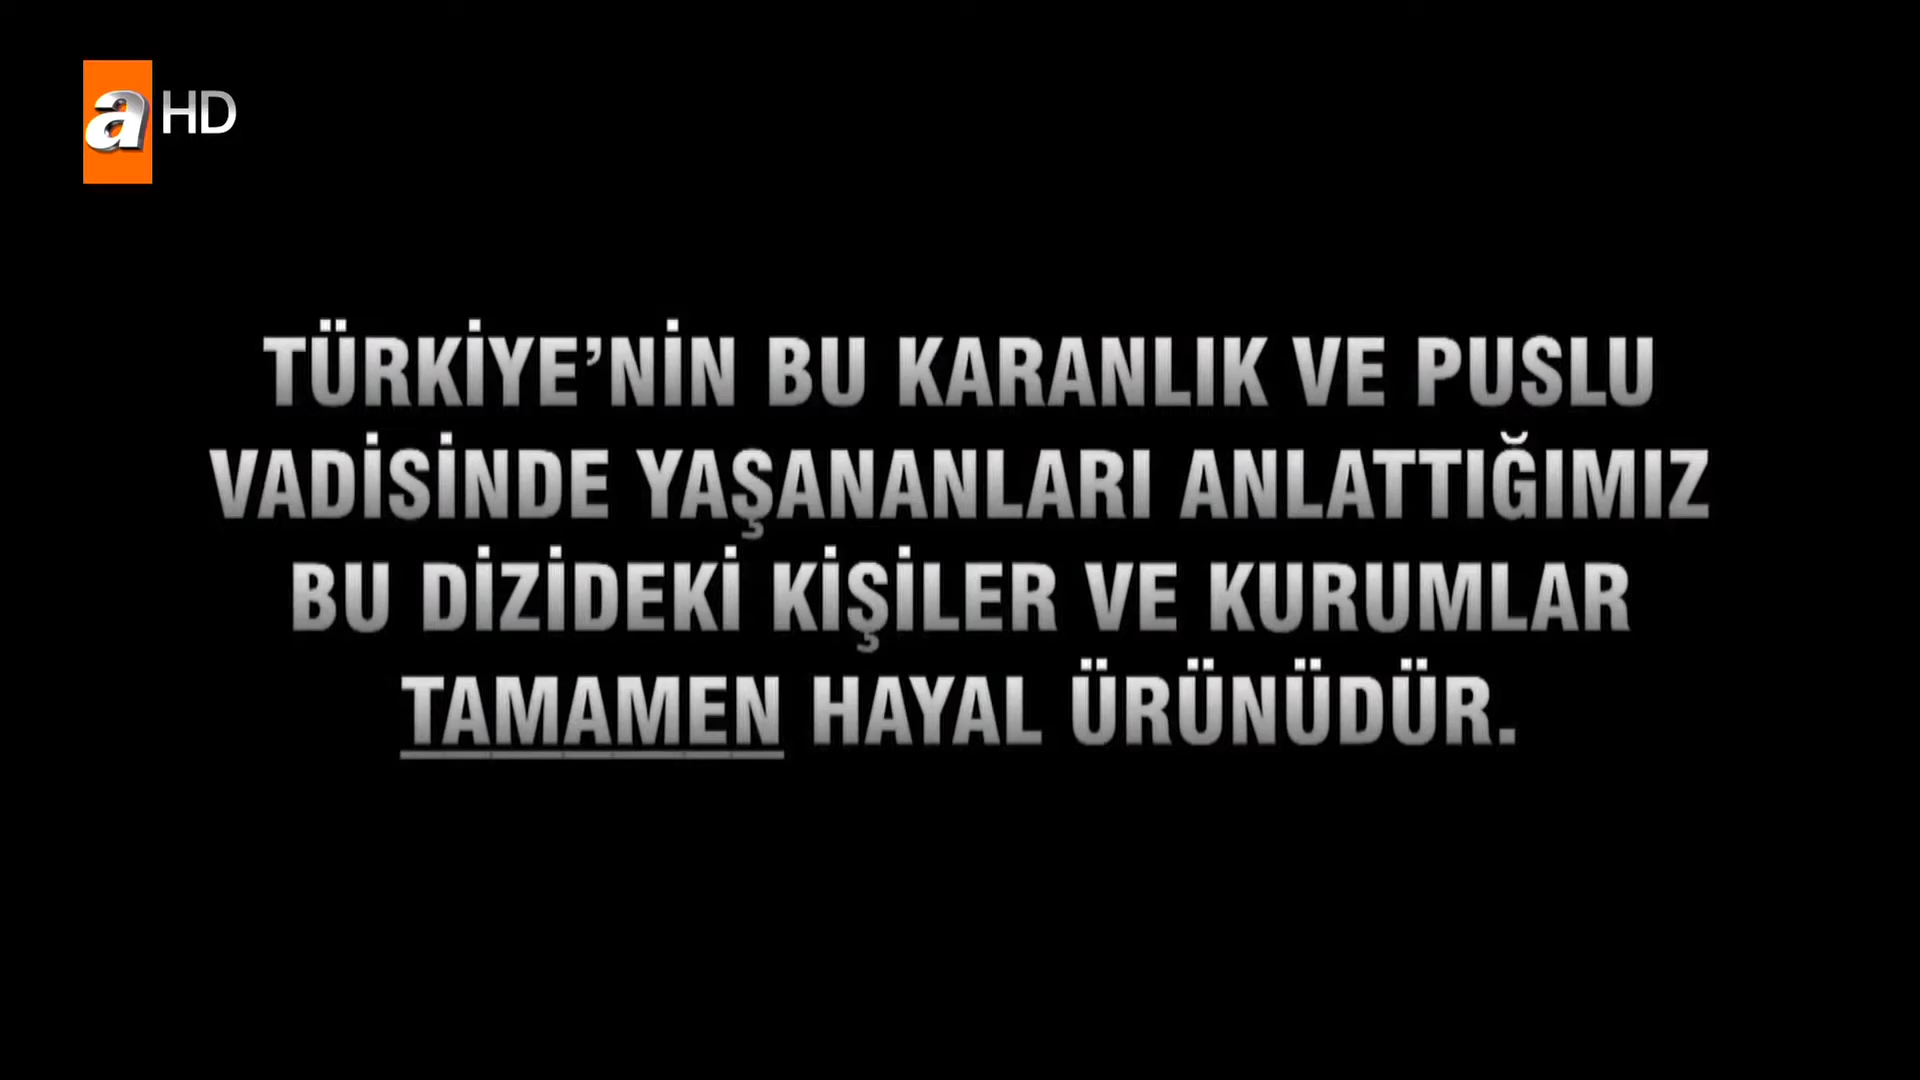 a HD
TÜRKİYE’NİN BU KARANLIK VE PUSLU
VADİSİNDE YAŞANANLARI ANLATTIĞIMIZ
BU DİZİDEKİ KİŞİLER VE KURUMLAR
TAMAMEN HAYAL ÜRÜNÜDÜR.